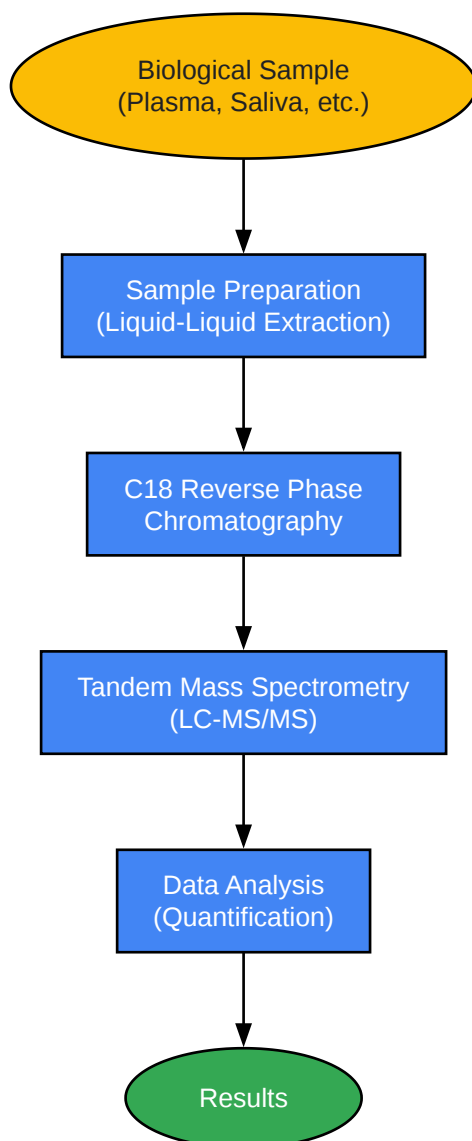 Biological Sample
(Plasma, Saliva, etc.)
Sample Preparation
(Liquid-Liquid Extraction)
C18 Reverse Phase
Chromatography
Tandem Mass Spectrometry
(LC-MS/MS)
Data Analysis
(Quantification)
Results